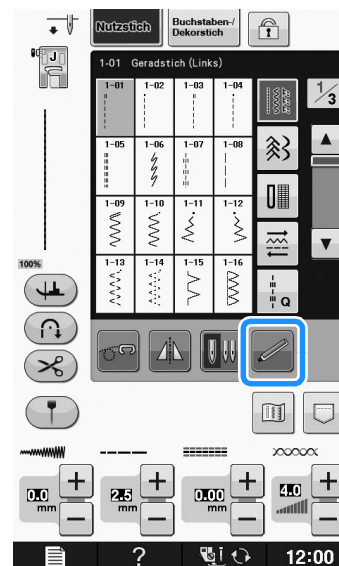 Nutzstich
Buchstaben-/
Dekorstich
J
1-01 Geradstich (Links)
1-01 1-02 1-03 1-04
1/3
1-05 1-06 1-07 1-08
1-09 1-10 1-11 1-12
1-13 1-14 1-15 1-16
100%
Q
0.0 mm
2.5 mm
0.00 mm
4.0
?
12:00